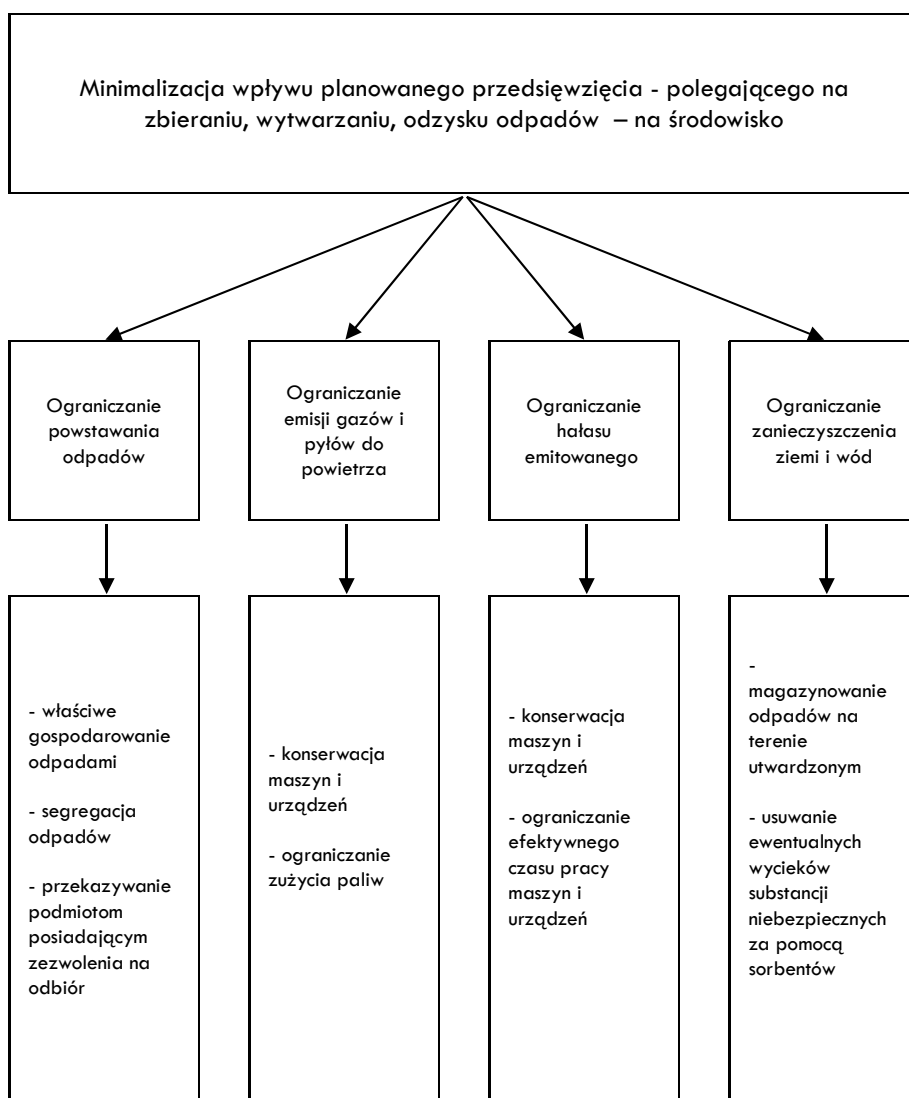 Minimalizacja wpływu planowanego przedsięwzięcia - polegającego na
zbieraniu, wytwarzaniu, odzysku odpadów – na środowisko
Ograniczanie
powstawania
odpadów
Ograniczanie
emisji gazów i
pyłów do
powietrza
Ograniczanie
hałasu
emitowanego
Ograniczanie
zanieczyszczenia
ziemi i wód
- właściwe
gospodarowanie
odpadami
- segregacja
odpadów
- przekazywanie
podmiotom
posiadającym
zezwolenia na
odbiór
- konserwacja
maszyn i
urządzeń
- ograniczanie
zużycia paliw
- konserwacja
maszyn i
urządzeń
- ograniczanie
efektywnego
czasu pracy
maszyn i
urządzeń
-
magazynowanie
odpadów na
terenie
utwardzonym
- usuwanie
ewentualnych
wycieków
substancji
niebezpiecznych
za pomocą
sorbentów